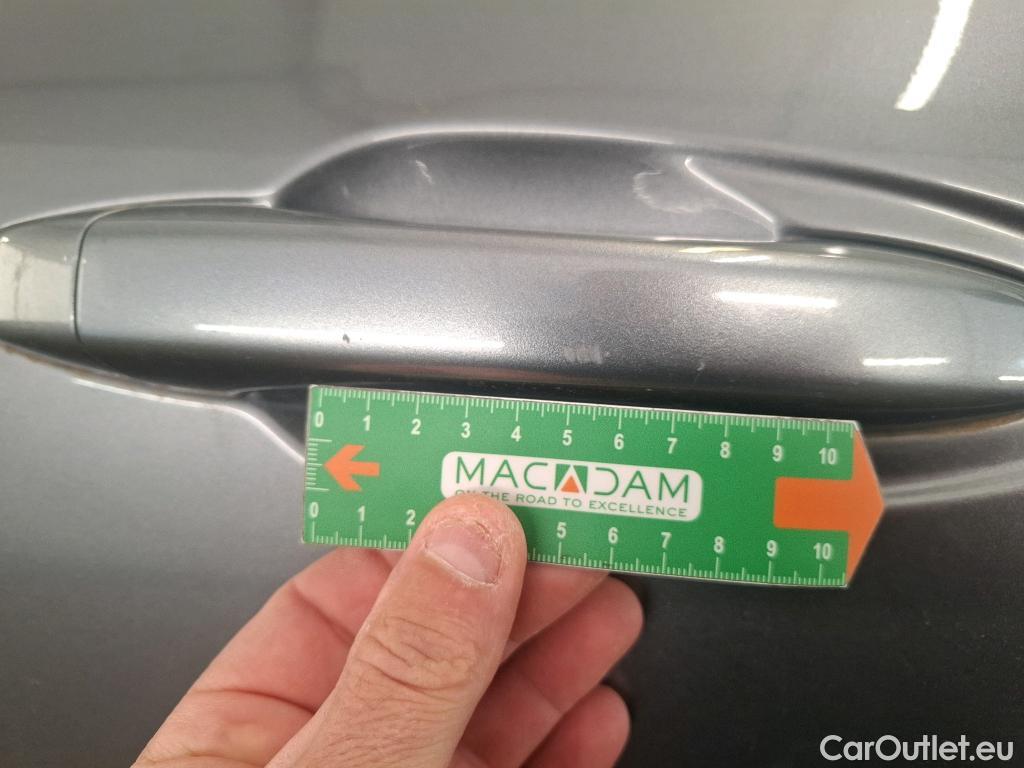 0 1 2 3 4 5 6 7 8 9 10
MACADAM
ON THE ROAD TO EXCELLENCE
0 1 2 5 6 7 8 9 10
CarOutlet.eu